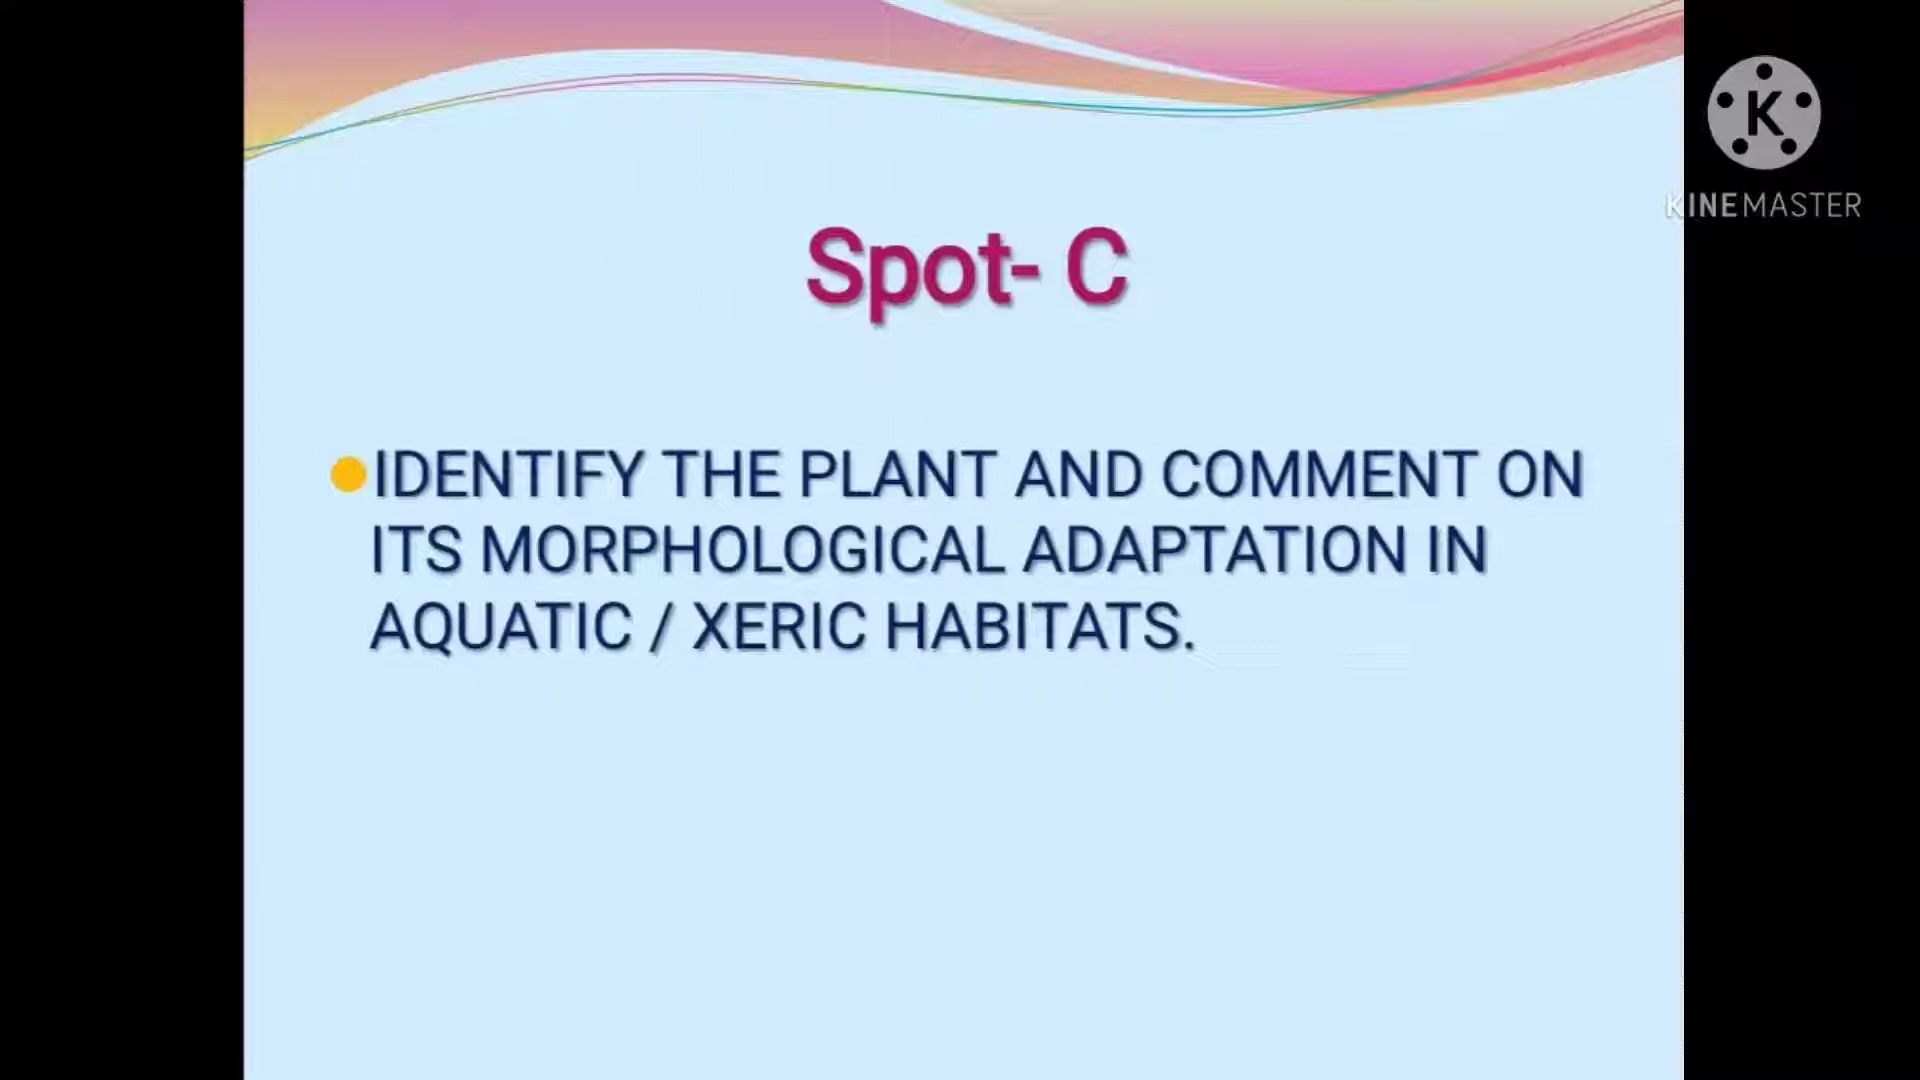 Spot- C
IDENTIFY THE PLANT AND COMMENT ON
ITS MORPHOLOGICAL ADAPTATION IN
AQUATIC / XERIC HABITATS.
K
KINEMASTER